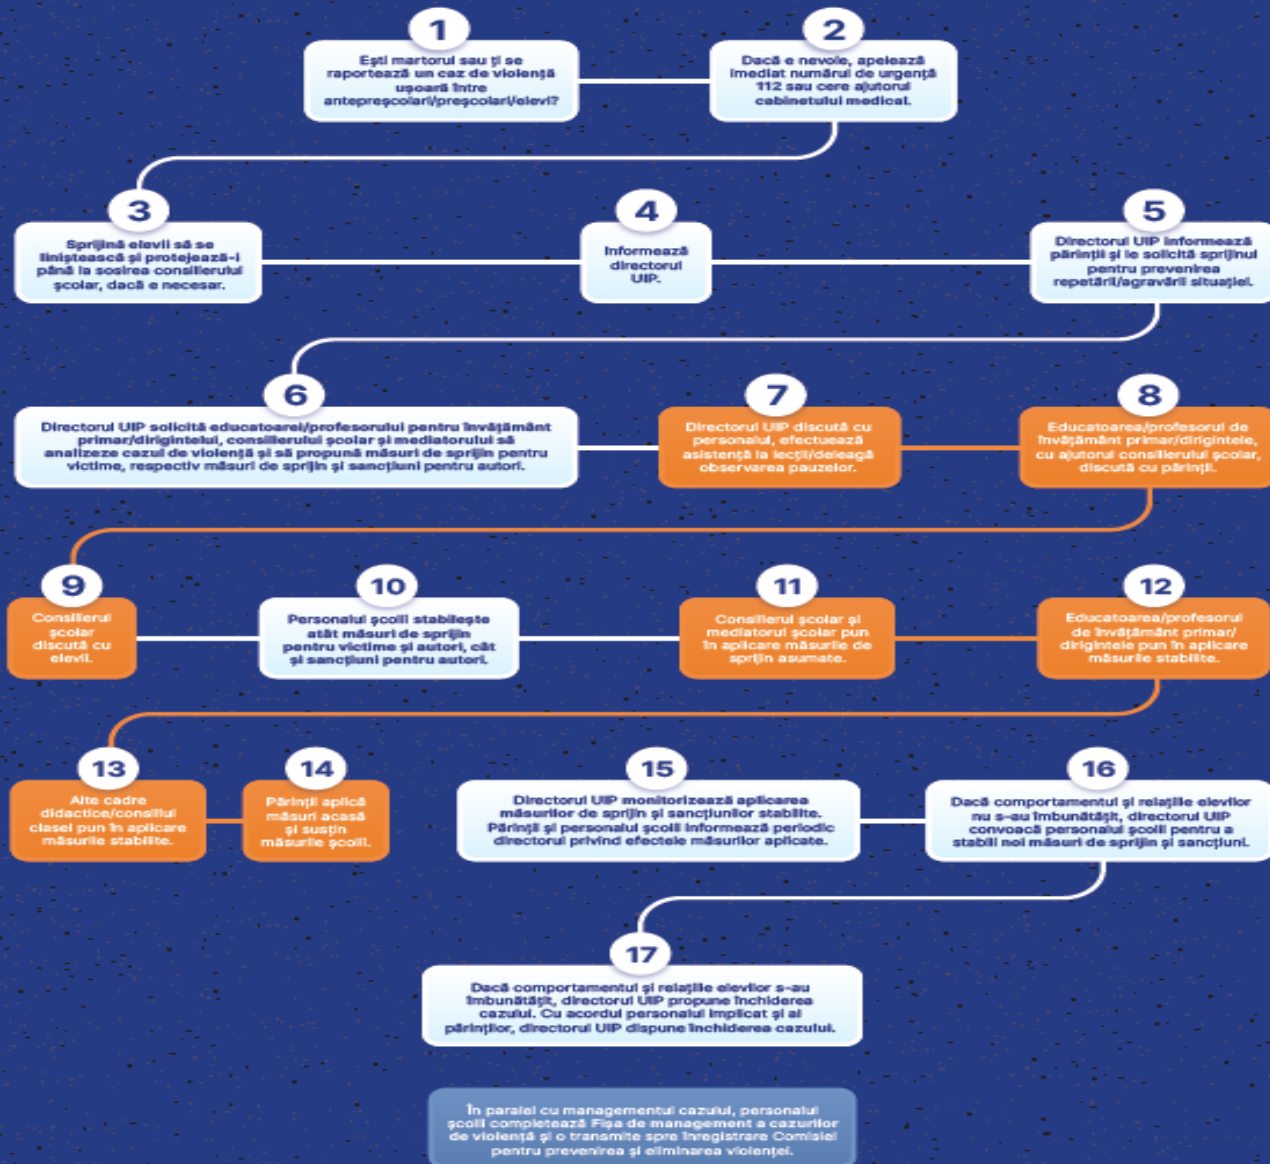 1
Ești martorul sau ți se
raportează un caz de violență
ușoară între
antepreșcolari/preșcolari/elevi?
2
Dacă e nevoie, apelează
imediat numărul de urgență
112 sau cere ajutorul
cabinetului medical.
3
Sprijină elevii să se
liniștească și protejează-i
până la sosirea consilierului
școlar, dacă e necesar.
4
Informează
directorul
UIP.
5
Directorul UIP informează
părinții și le solicită sprijinul
pentru prevenirea
repetării/agravării situației.
6
Directorul UIP solicită educatoarei/profesorului pentru învățământ
primar/dirigintelui, consilierului școlar și mediatorului să
analizeze cazul de violență și să propună măsuri de sprijin pentru
victime, respectiv măsuri de sprijin și sancțiuni pentru autori.
7
Directorul UIP discută cu
personalul, efectuează
asistență la lecții/deleagă
observarea pauzelor.
8
Educatoarea/profesorul de
învățământ primar/dirigintele,
cu ajutorul consilierului școlar,
discută cu părinții.
9
Consilierul
școlar
discută cu
elevii.
10
Personalul școlii stabilește
atât măsuri de sprijin
pentru victime și autori, cât
și sancțiuni pentru autori.
11
Consilierul școlar și
mediatorul școlar pun
în aplicare măsurile de
sprijin asumate.
12
Educatoarea/profesorul
de învățământ primar/
dirigintele pun în aplicare
măsurile stabilite.
13
Alte cadre
didactice/consiliul
clasei pun în aplicare
măsurile stabilite.
14
Părinții aplică
măsuri acasă
și susțin
măsurile școlii.
15
Directorul UIP monitorizează aplicarea
măsurilor de sprijin și sancțiunilor stabilite.
Părinții și personalul școlii informează periodic
directorul privind efectele măsurilor aplicate.
16
Dacă comportamentul și relațiile elevilor
nu s-au îmbunătățit, directorul UIP
convoacă personalul școlii pentru a
stabili noi măsuri de sprijin și sancțiuni.
17
Dacă comportamentul și relațiile elevilor s-au
îmbunătățit, directorul UIP propune închiderea
cazului. Cu acordul personalului implicat și al
părinților, directorul UIP dispune închiderea cazului.
În paralel cu managementul cazului, personalul
școlii completează Fișa de management a cazurilor
de violență și o transmite spre înregistrare Comisiei
pentru prevenirea și eliminarea violenței.